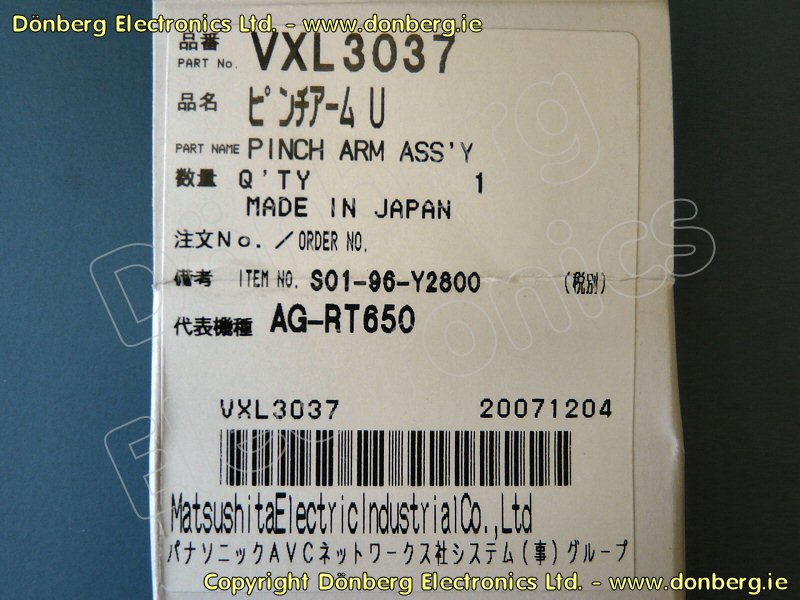 Dönberg Electronics Ltd. - www.donberg.ie
品番
PART No. VXL3037
品名 ピンチアーム U
PART NAME PINCH ARM ASS'Y
数量 Q'TY 1
MADE IN JAPAN
注文No./ORDER NO.
備考 ITEM NO. S01-96-Y2800 (税別)
代表機種 AG-RT650
VXL3037 20071204
MatsushitaElectricIndustrialCo.,Ltd
パナソニックAVCネットワークス社システム(事)グループ
Dönberg Electronics
Copyright Dönberg Electronics Ltd. - www.donberg.ie